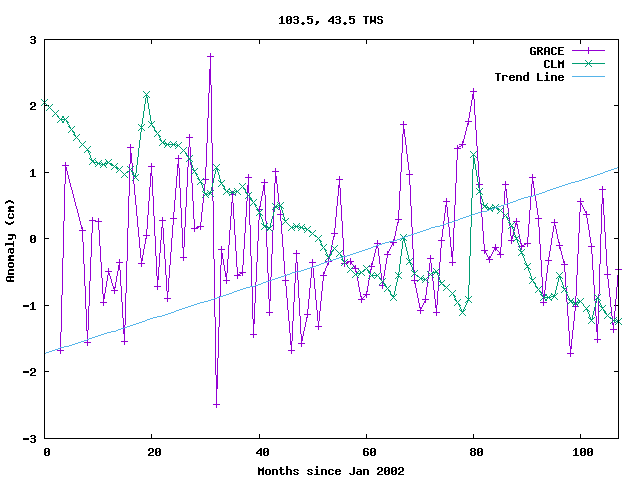 103.5, 43.5 TWS
GRACE
CLM
Trend Line
3
2
1
0
-1
-2
-3
Anomaly (cm)
0 20 40 60 80 100
Months since Jan 2002